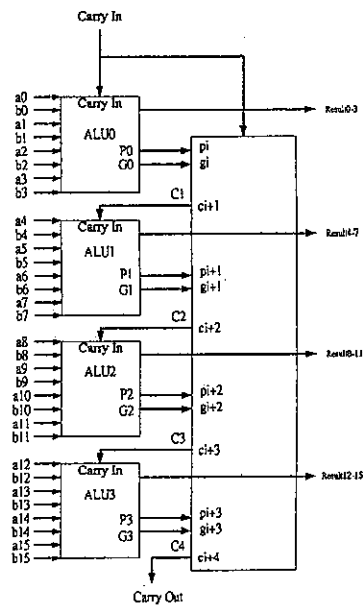 Carry In
a0
Carry In
b0
Result0-3
a1
b1
ALU0
a2
P0
pi
b2
G0
gi
a3
b3
C1
ci+1
a4
Carry In
b4
Result4-7
a5
ALU1
b5
a6
P1
pi+1
b6
G1
gi+1
a7
b7
C2
ci+2
a8
Carry In
b8
Result8-11
a9
ALU2
b9
a10
P2
pi+2
b10
G2
gi+2
a11
b11
C3
ci+3
a12
Carry In
b12
Result12-15
a13
ALU3
b13
a14
P3
pi+3
b14
G3
gi+3
a15
C4
b15
ci+4
Carry Out